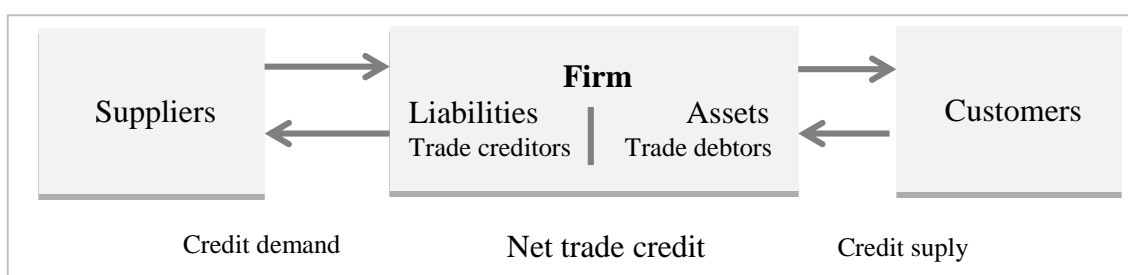 Suppliers
Firm
Liabilities
Assets
Trade creditors
Trade debtors
Customers
Credit demand
Net trade credit
Credit suply